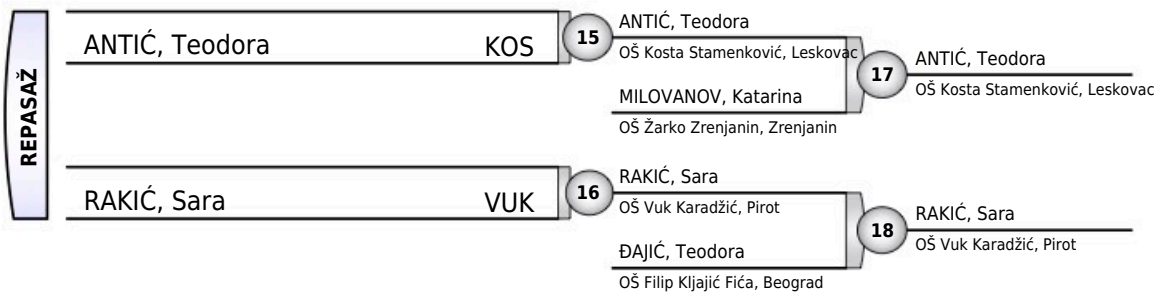 REPASAŽ
ANTIĆ, Teodora KOS
15
ANTIĆ, Teodora
OŠ Kosta Stamenković, Leskovac
MILOVANOV, Katarina
OŠ Žarko Zrenjanin, Zrenjanin
17
ANTIĆ, Teodora
OŠ Kosta Stamenković, Leskovac
RAKIĆ, Sara VUK
16
RAKIĆ, Sara
OŠ Vuk Karadžić, Pirot
ĐAJIĆ, Teodora
OŠ Filip Kljajić Fića, Beograd
18
RAKIĆ, Sara
OŠ Vuk Karadžić, Pirot